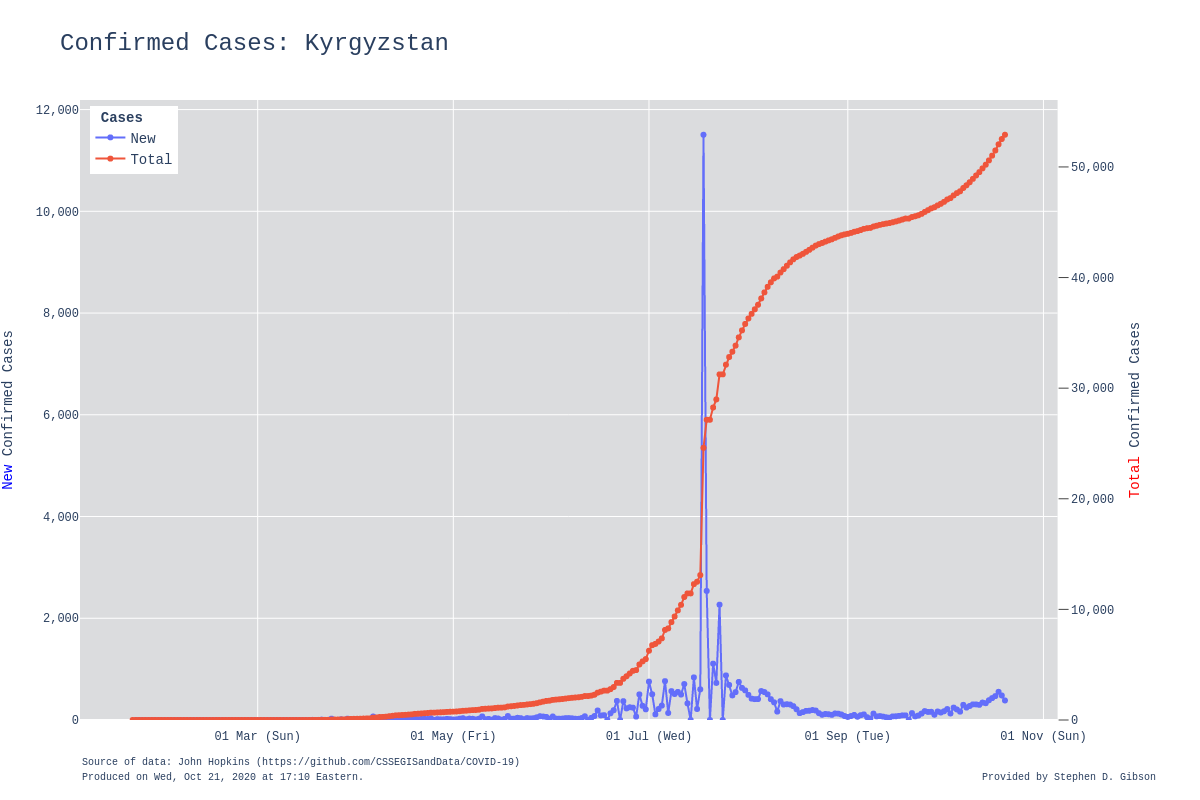 Confirmed Cases: Kyrgyzstan
Cases
New
Total
12,000
10,000
8,000
6,000
4,000
2,000
0
New Confirmed Cases
50,000
40,000
30,000
20,000
10,000
0
Total Confirmed Cases
01 Mar (Sun)
01 May (Fri)
01 Jul (Wed)
01 Sep (Tue)
01 Nov (Sun)
Source of data: John Hopkins (https://github.com/CSSEGISandData/COVID-19)
Produced on Wed, Oct 21, 2020 at 17:10 Eastern.
Provided by Stephen D. Gibson